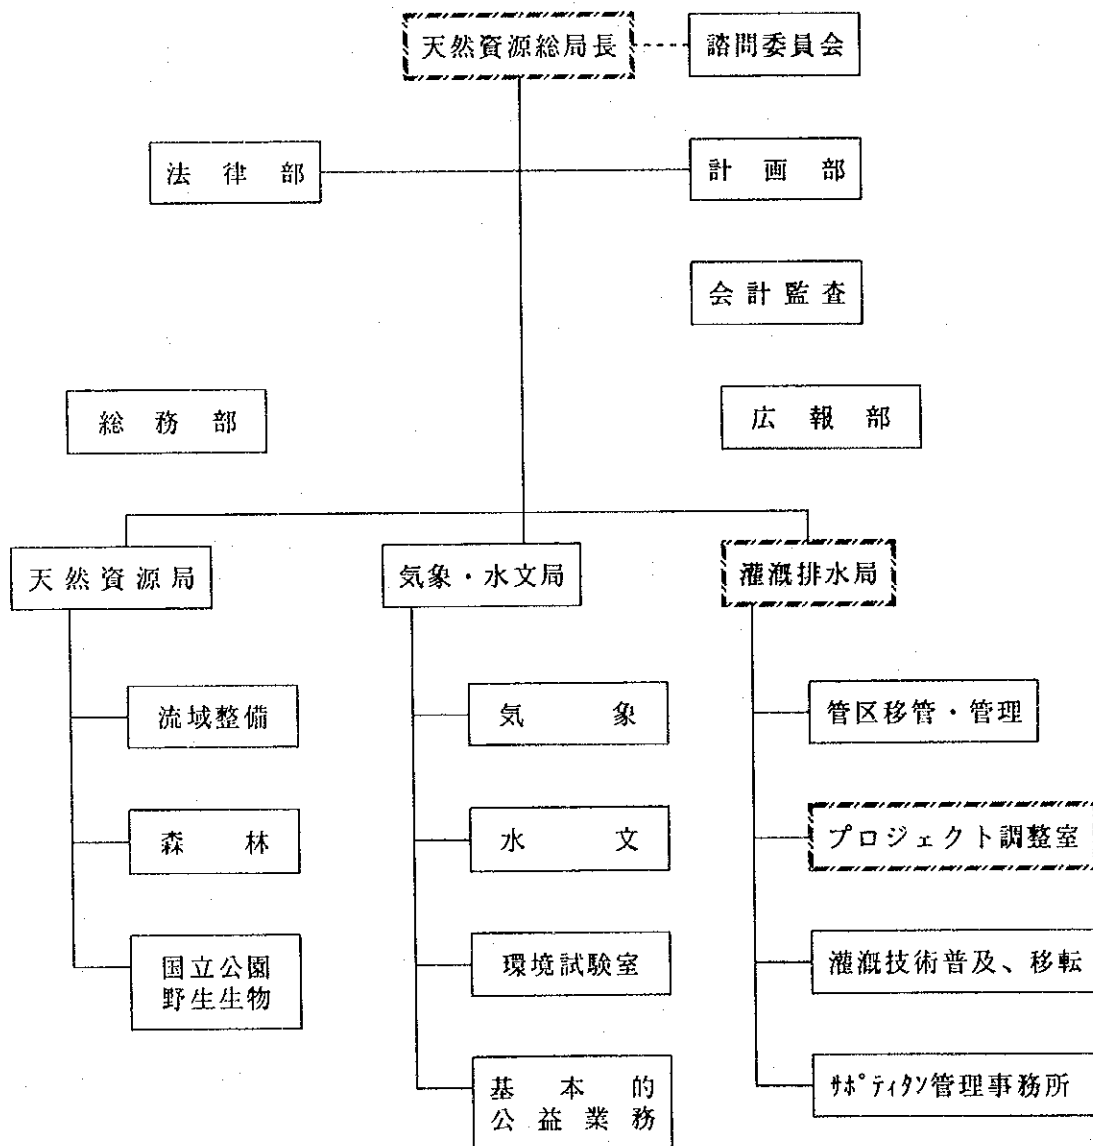 天然資源総局長
諮問委員会
法律部
計画部
会計監査
総務部
広報部
天然資源局
気象・水文局
灌漑排水局
流域整備
気象
管区移管・管理
森林
水文
プロジェクト調整室
国立公園
野生生物
環境試験室
灌漑技術普及、移転
基本的
公益業務
ｻﾎﾟﾃｨﾀﾝ管理事務所